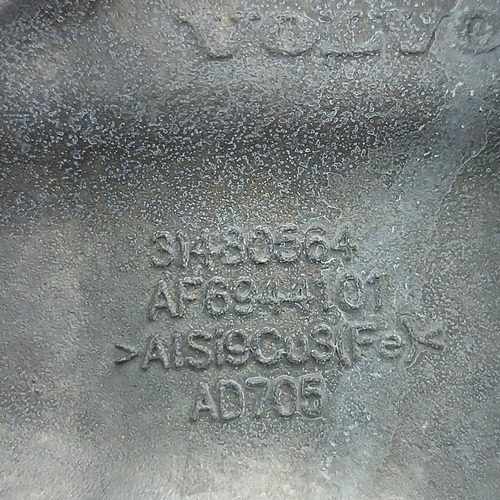 VOLVO
31480564
AF6944101
>AlSi9Cu3(Fe)<
AD705